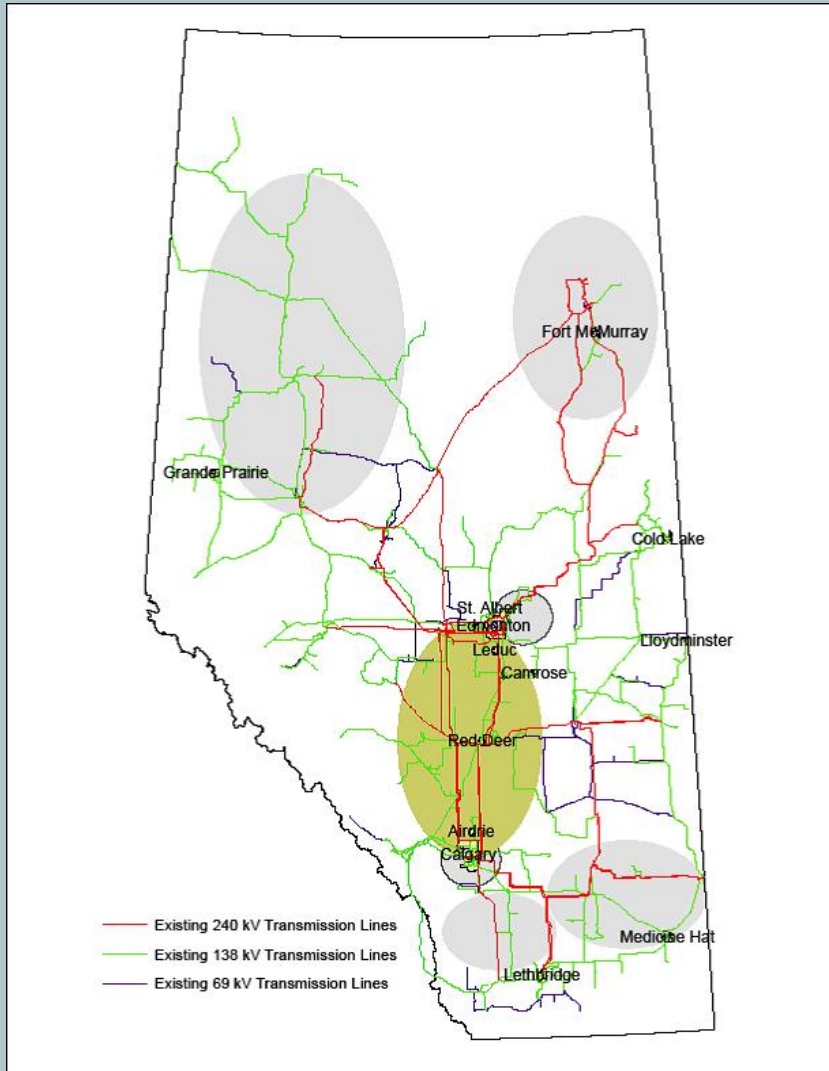 Fort McMurray
Grande Prairie
Cold Lake
St. Albert
Edmonton
Lloydminster
Leduc
Camrose
Red Deer
Airdrie
Calgary
Existing 240 kV Transmission Lines
Medicine Hat
Existing 138 kV Transmission Lines
Lethbridge
Existing 69 kV Transmission Lines